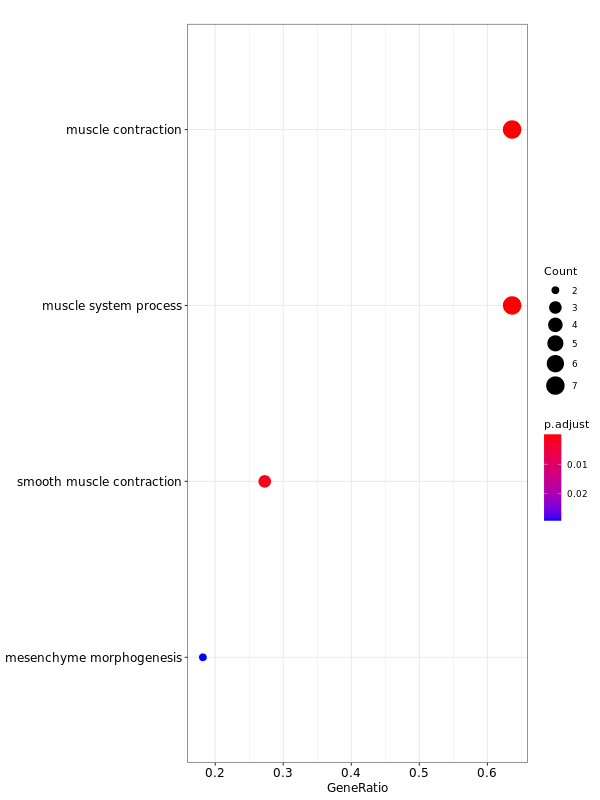 muscle contraction
muscle system process
smooth muscle contraction
mesenchyme morphogenesis
0.2 0.3 0.4 0.5 0.6
GeneRatio
Count
2
3
4
5
6
7
p.adjust
0.01
0.02